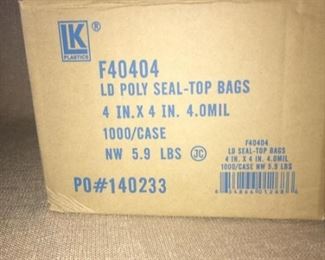 LK®
PLASTICS
F40404
LD POLY SEAL-TOP BAGS
4 IN. X 4 IN. 4.0MIL
1000/CASE
NW 5.9 LBS JC
PO#140233
F40404
LD SEAL-TOP BAGS
4 IN. X 4 IN. 4.0MIL
1000/CASE NW 5.9 LBS